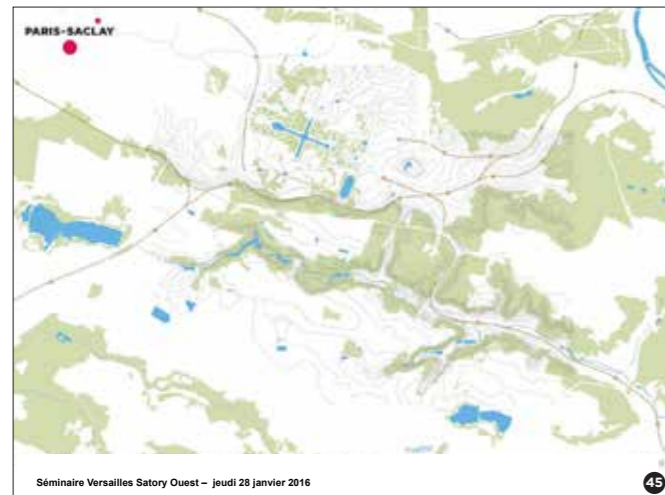 PARIS-SACLAY
Séminaire Versailles Satory Ouest – jeudi 28 janvier 2016
45